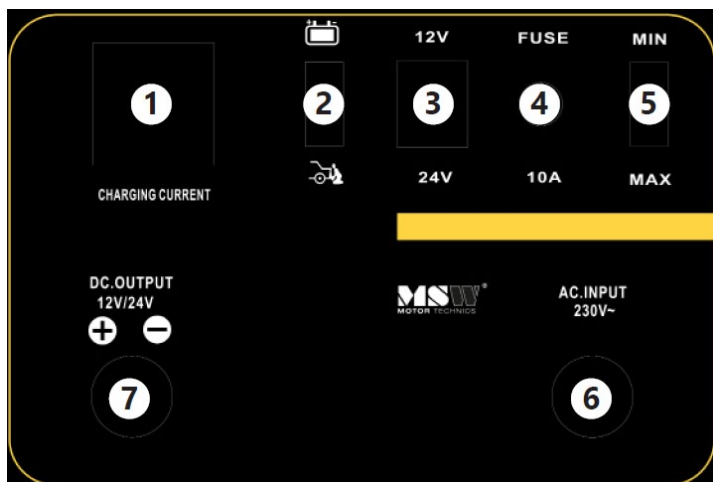 12V FUSE MIN
1 2 3 4 5
24V 10A MAX
CHARGING CURRENT
DC.OUTPUT
12V/24V
MSW®
MOTOR TECHNICS
AC.INPUT
230V~
7 6